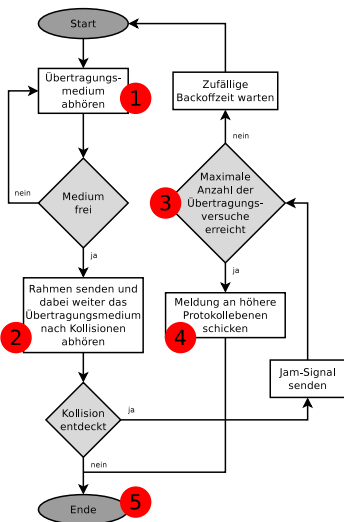 Start
Übertragungs-
medium
abhören
1
nein
Medium
frei
ja
Rahmen senden und
dabei weiter das
Übertragungsmedium
nach Kollisionen
abhören
2
Kollision
entdeckt
ja
nein
Ende
5
Zufällige
Backoffzeit warten
nein
Maximale
Anzahl der
Übertragungs-
versuche
erreicht
3
ja
Meldung an höhere
Protokollebenen
schicken
4
Jam-Signal
senden